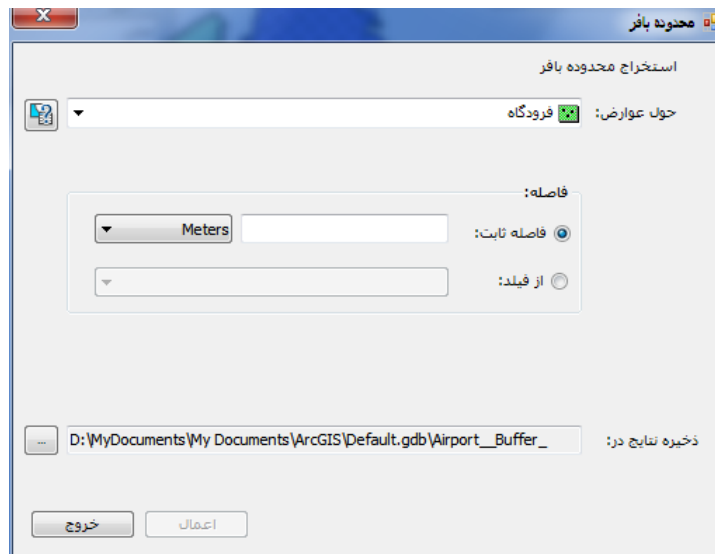 محدوده بافر
استخراج محدوده بافر
حول عوارض: فرودگاه
فاصله:
فاصله ثابت: Meters
از فیلد:
ذخیره نتایج در: D:\MyDocuments\My Documents\ArcGIS\Default.gdb\Airport__Buffer_
...
اعمال خروج